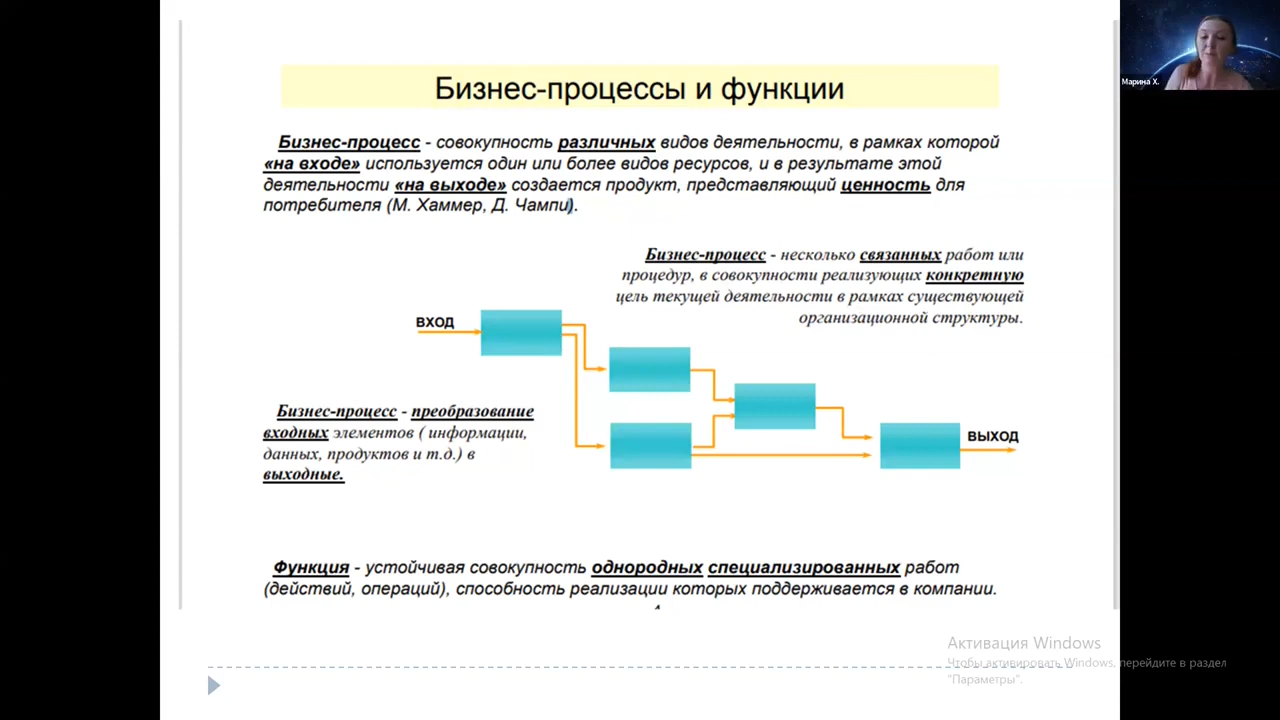 Бизнес-процессы и функции
Марина Х.
Бизнес-процесс - совокупность различных видов деятельности, в рамках которой
«на входе» используется один или более видов ресурсов, и в результате этой
деятельности «на выходе» создается продукт, представляющий ценность для
потребителя (М. Хаммер, Д. Чампи).
Бизнес-процесс - несколько связанных работ или
процедур, в совокупности реализующих конкретную
цель текущей деятельности в рамках существующей
организационной структуры.
ВХОД
Бизнес-процесс - преобразование
входных элементов ( информации,
данных, продуктов и т.д.) в
выходные.
ВЫХОД
Функция - устойчивая совокупность однородных специализированных работ
(действий, операций), способность реализации которых поддерживается в компании.
Активация Windows
Чтобы активировать Windows, перейдите в раздел
"Параметры".